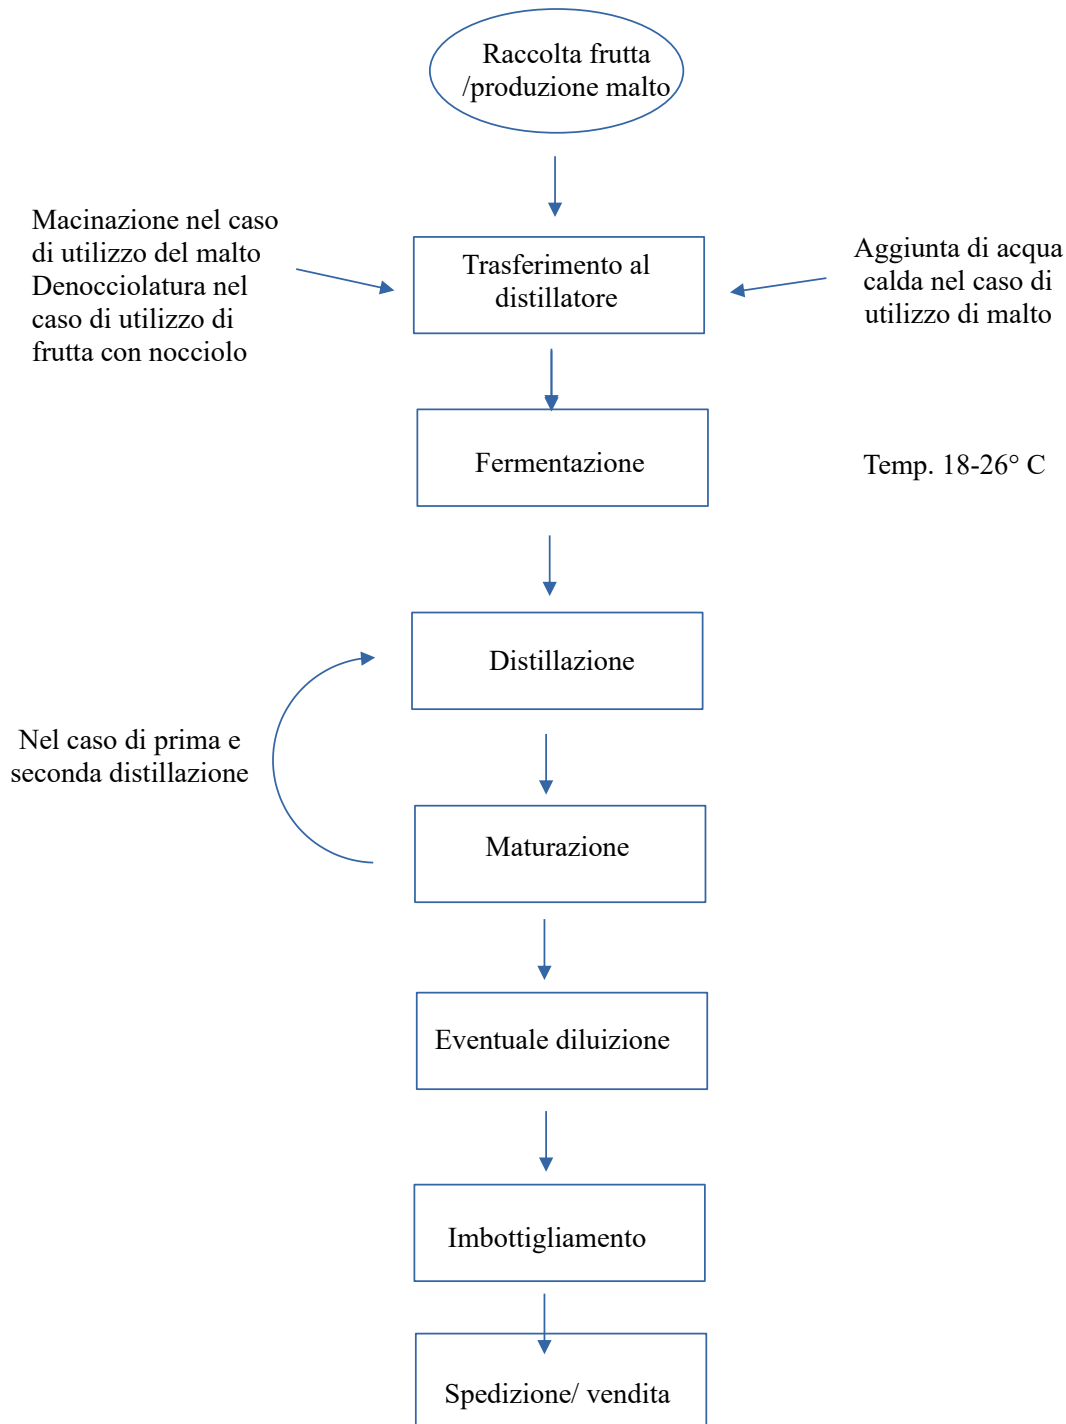 Raccolta frutta
/produzione malto
Macinazione nel caso
di utilizzo del malto
Denocciolatura nel
caso di utilizzo di
frutta con nocciolo
Trasferimento al
distillatore
Aggiunta di acqua
calda nel caso di
utilizzo di malto
Fermentazione
Temp. 18-26° C
Distillazione
Nel caso di prima e
seconda distillazione
Maturazione
Eventuale diluizione
Imbottigliamento
Spedizione/ vendita